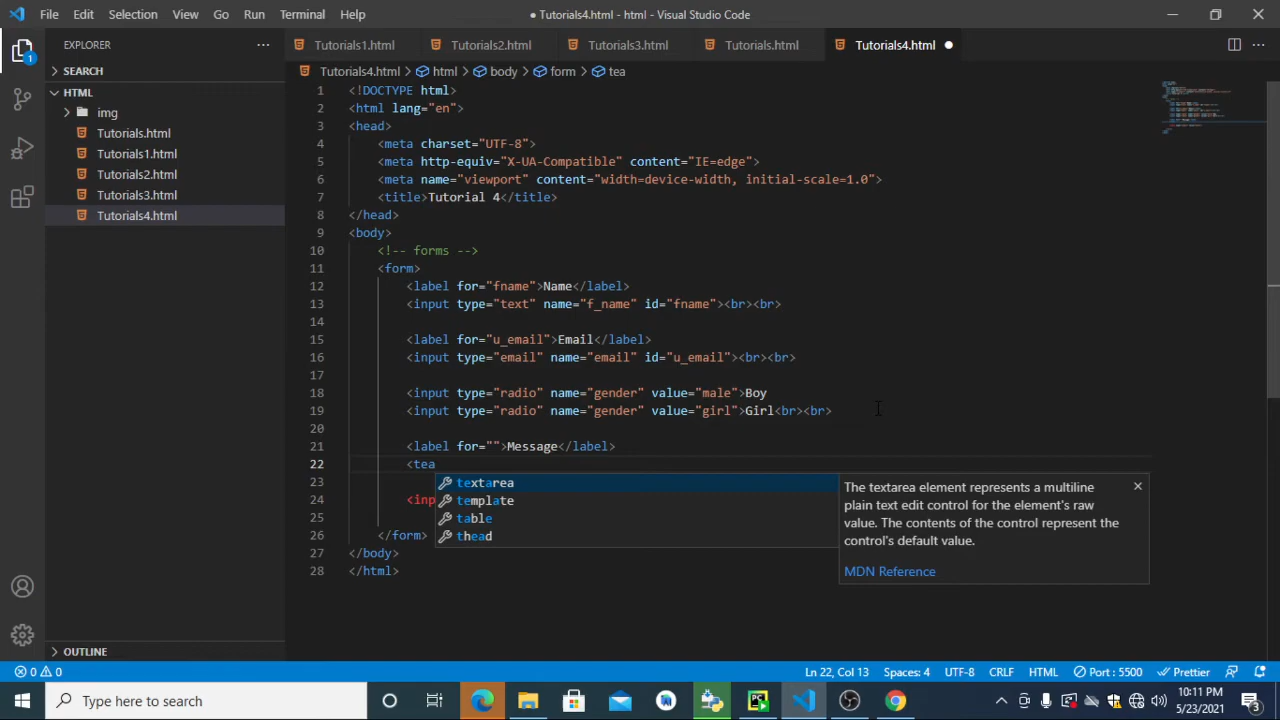 File Edit Selection View Go Run Terminal Help ● Tutorials4.html - html - Visual Studio Code
EXPLORER ... Tutorials1.html Tutorials2.html Tutorials3.html Tutorials.html Tutorials4.html ●
SEARCH
HTML
img
Tutorials.html
Tutorials1.html
Tutorials2.html
Tutorials3.html
Tutorials4.html
OUTLINE
1
Tutorials4.html > html > body > form > tea
1 <!DOCTYPE html>
2 <html lang="en">
3 <head>
4 <meta charset="UTF-8">
5 <meta http-equiv="X-UA-Compatible" content="IE=edge">
6 <meta name="viewport" content="width=device-width, initial-scale=1.0">
7 <title>Tutorial 4</title>
8 </head>
9 <body>
10 <!-- forms -->
11 <form>
12 <label for="fname">Name</label>
13 <input type="text" name="f_name" id="fname"><br><br>
14
15 <label for="u_email">Email</label>
16 <input type="email" name="email" id="u_email"><br><br>
17
18 <input type="radio" name="gender" value="male">Boy
19 <input type="radio" name="gender" value="girl">Girl<br><br>
20
21 <label for="">Message</label>
22 <tea
23
24 <inp
25
26 </form>
27 </body>
28 </html>
textarea
template
table
thead
The textarea element represents a multiline
plain text edit control for the element's raw
value. The contents of the control represent the
control's default value.
MDN Reference
0 0 Ln 22, Col 13 Spaces: 4 UTF-8 CRLF HTML Port : 5500 Prettier
Type here to search
10:11 PM
5/23/2021
3